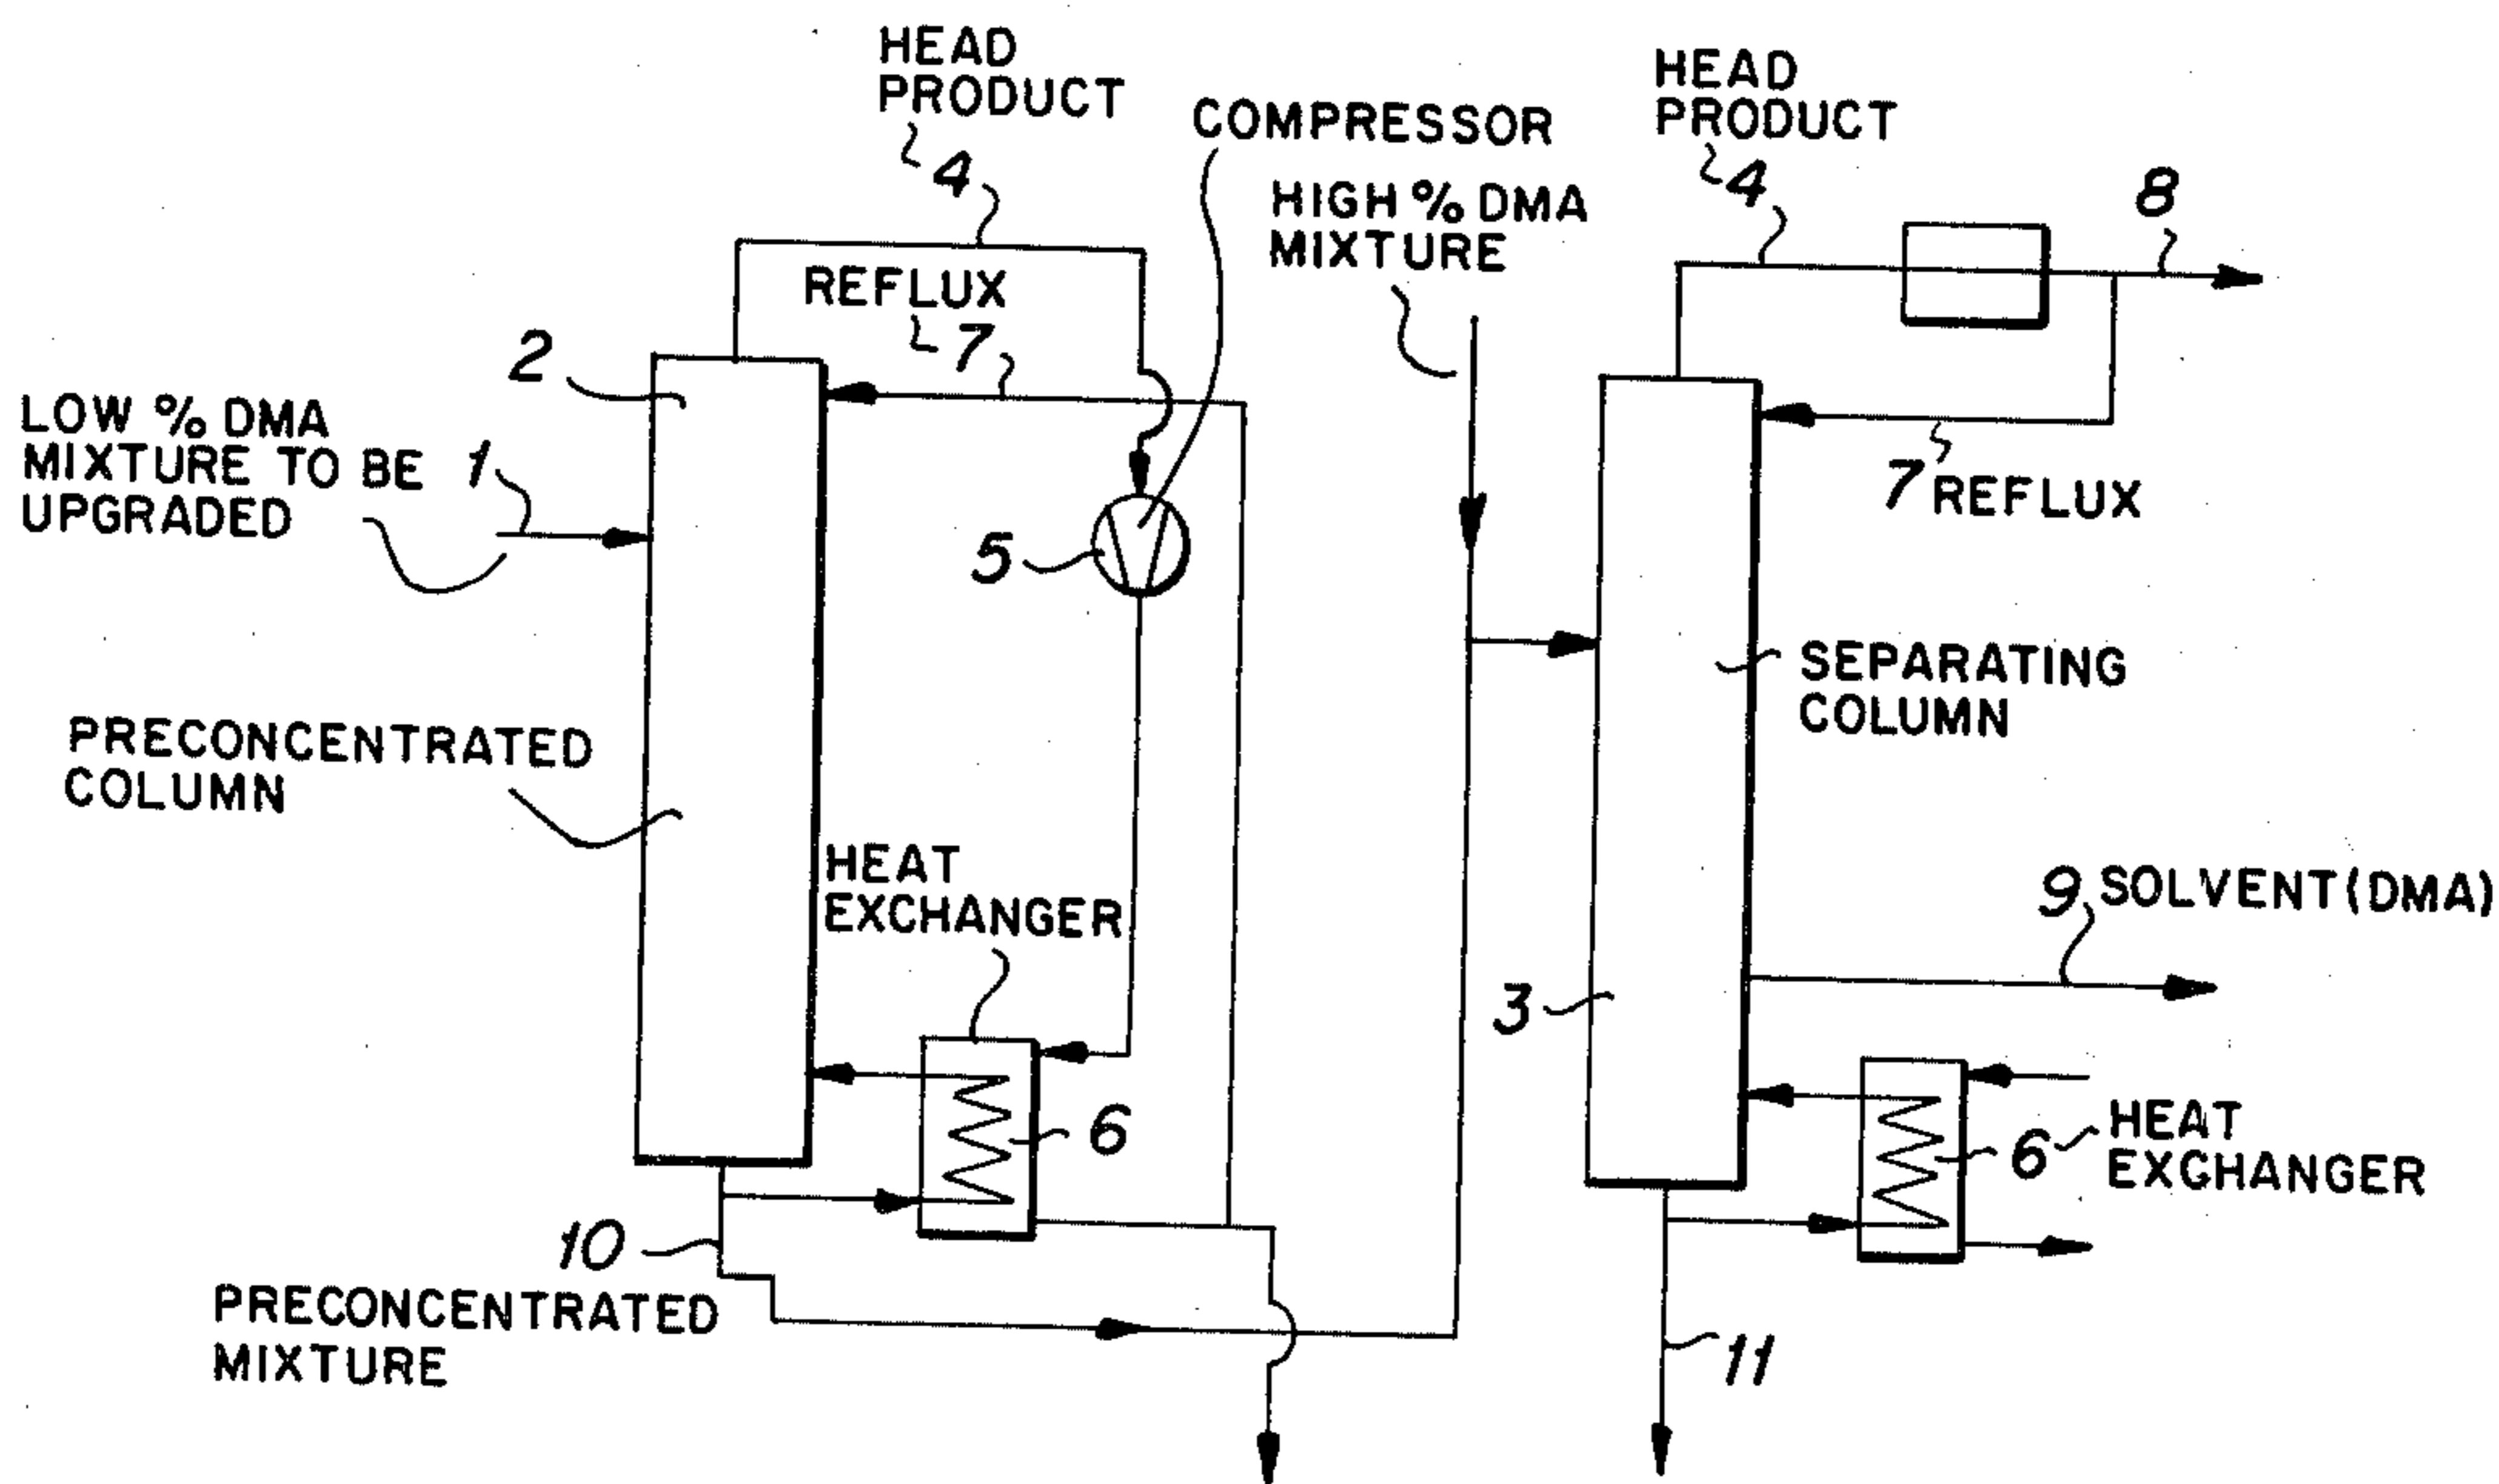 HEAD
PRODUCT
4
COMPRESSOR
HIGH % DMA
MIXTURE
HEAD
PRODUCT
4
8
REFLUX
7
2
LOW % DMA
MIXTURE TO BE
UPGRADED
1
5
7 REFLUX
SEPARATING
COLUMN
PRECONCENTRATED
COLUMN
HEAT
EXCHANGER
9 SOLVENT (DMA)
3
6
6
HEAT
EXCHANGER
10
PRECONCENTRATED
MIXTURE
11